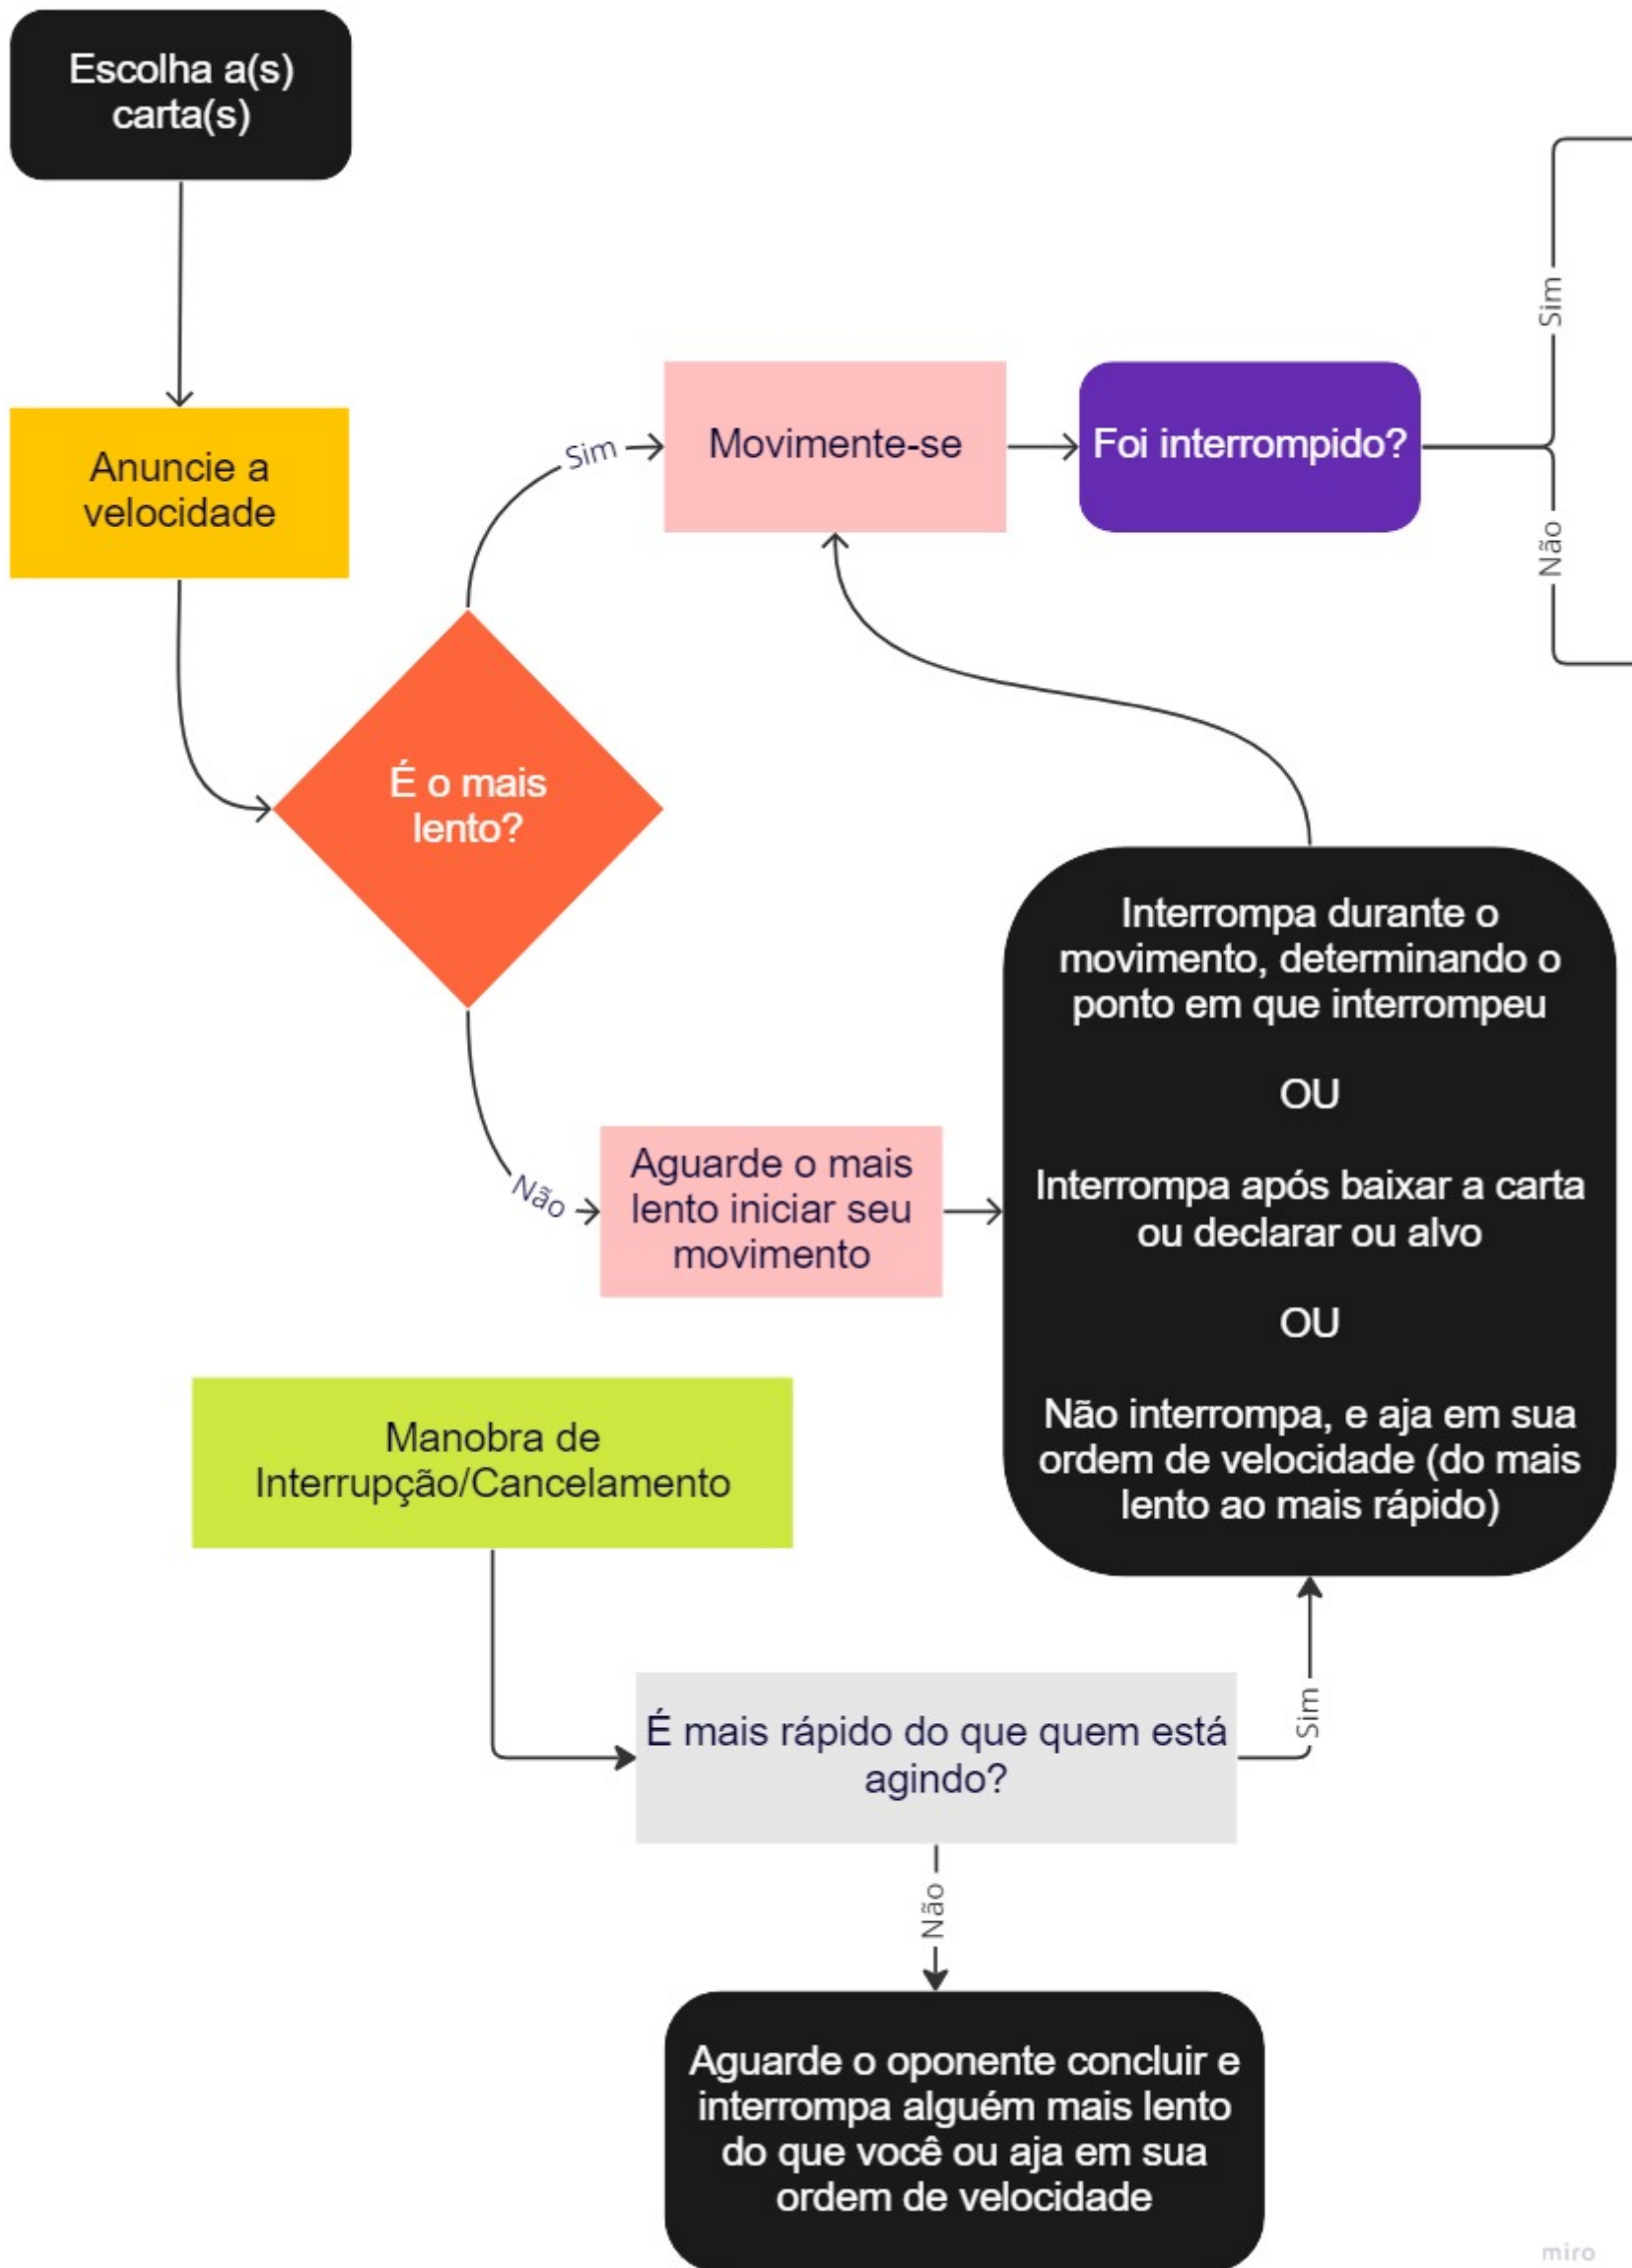 Escolha a(s)
carta(s)
Anuncie a
velocidade
É o mais
lento?
Sim
Movimente-se
Foi interrompido?
Sim
Não
Não
Aguarde o mais
lento iniciar seu
movimento
Interrompa durante o
movimento, determinando o
ponto em que interrompeu
OU
Interrompa após baixar a carta
ou declarar ou alvo
OU
Não interrompa, e aja em sua
ordem de velocidade (do mais
lento ao mais rápido)
Manobra de
Interrupção/Cancelamento
É mais rápido do que quem está
agindo?
Sim
Não
Aguarde o oponente concluir e
interrompa alguém mais lento
do que você ou aja em sua
ordem de velocidade
miro